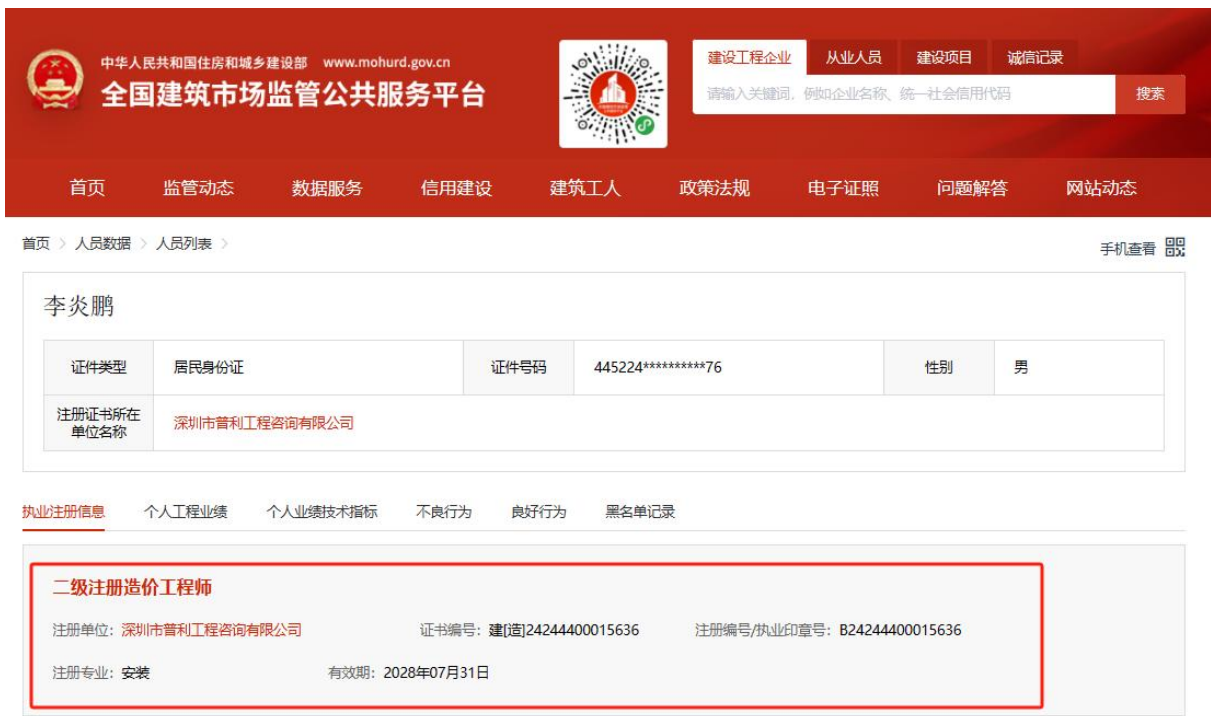 中华人民共和国住房和城乡建设部 www.mohurd.gov.cn
全国建筑市场监管公共服务平台
建设工程企业 从业人员 建设项目 诚信记录
请输入关键词，例如企业名称、统一社会信用代码 搜索
首页 监管动态 数据服务 信用建设 建筑工人 政策法规 电子证照 问题解答 网站动态
首页 > 人员数据 > 人员列表 >
手机查看
李炎鹏
证件类型 居民身份证 证件号码 445224**********76 性别 男
注册证书所在
单位名称
深圳市普利工程咨询有限公司
执业注册信息 个人工程业绩 个人业绩技术指标 不良行为 良好行为 黑名单记录
二级注册造价工程师
注册单位：深圳市普利工程咨询有限公司 证书编号：建[造]24244400015636 注册编号/执业印章号：B24244400015636
注册专业：安装 有效期：2028年07月31日